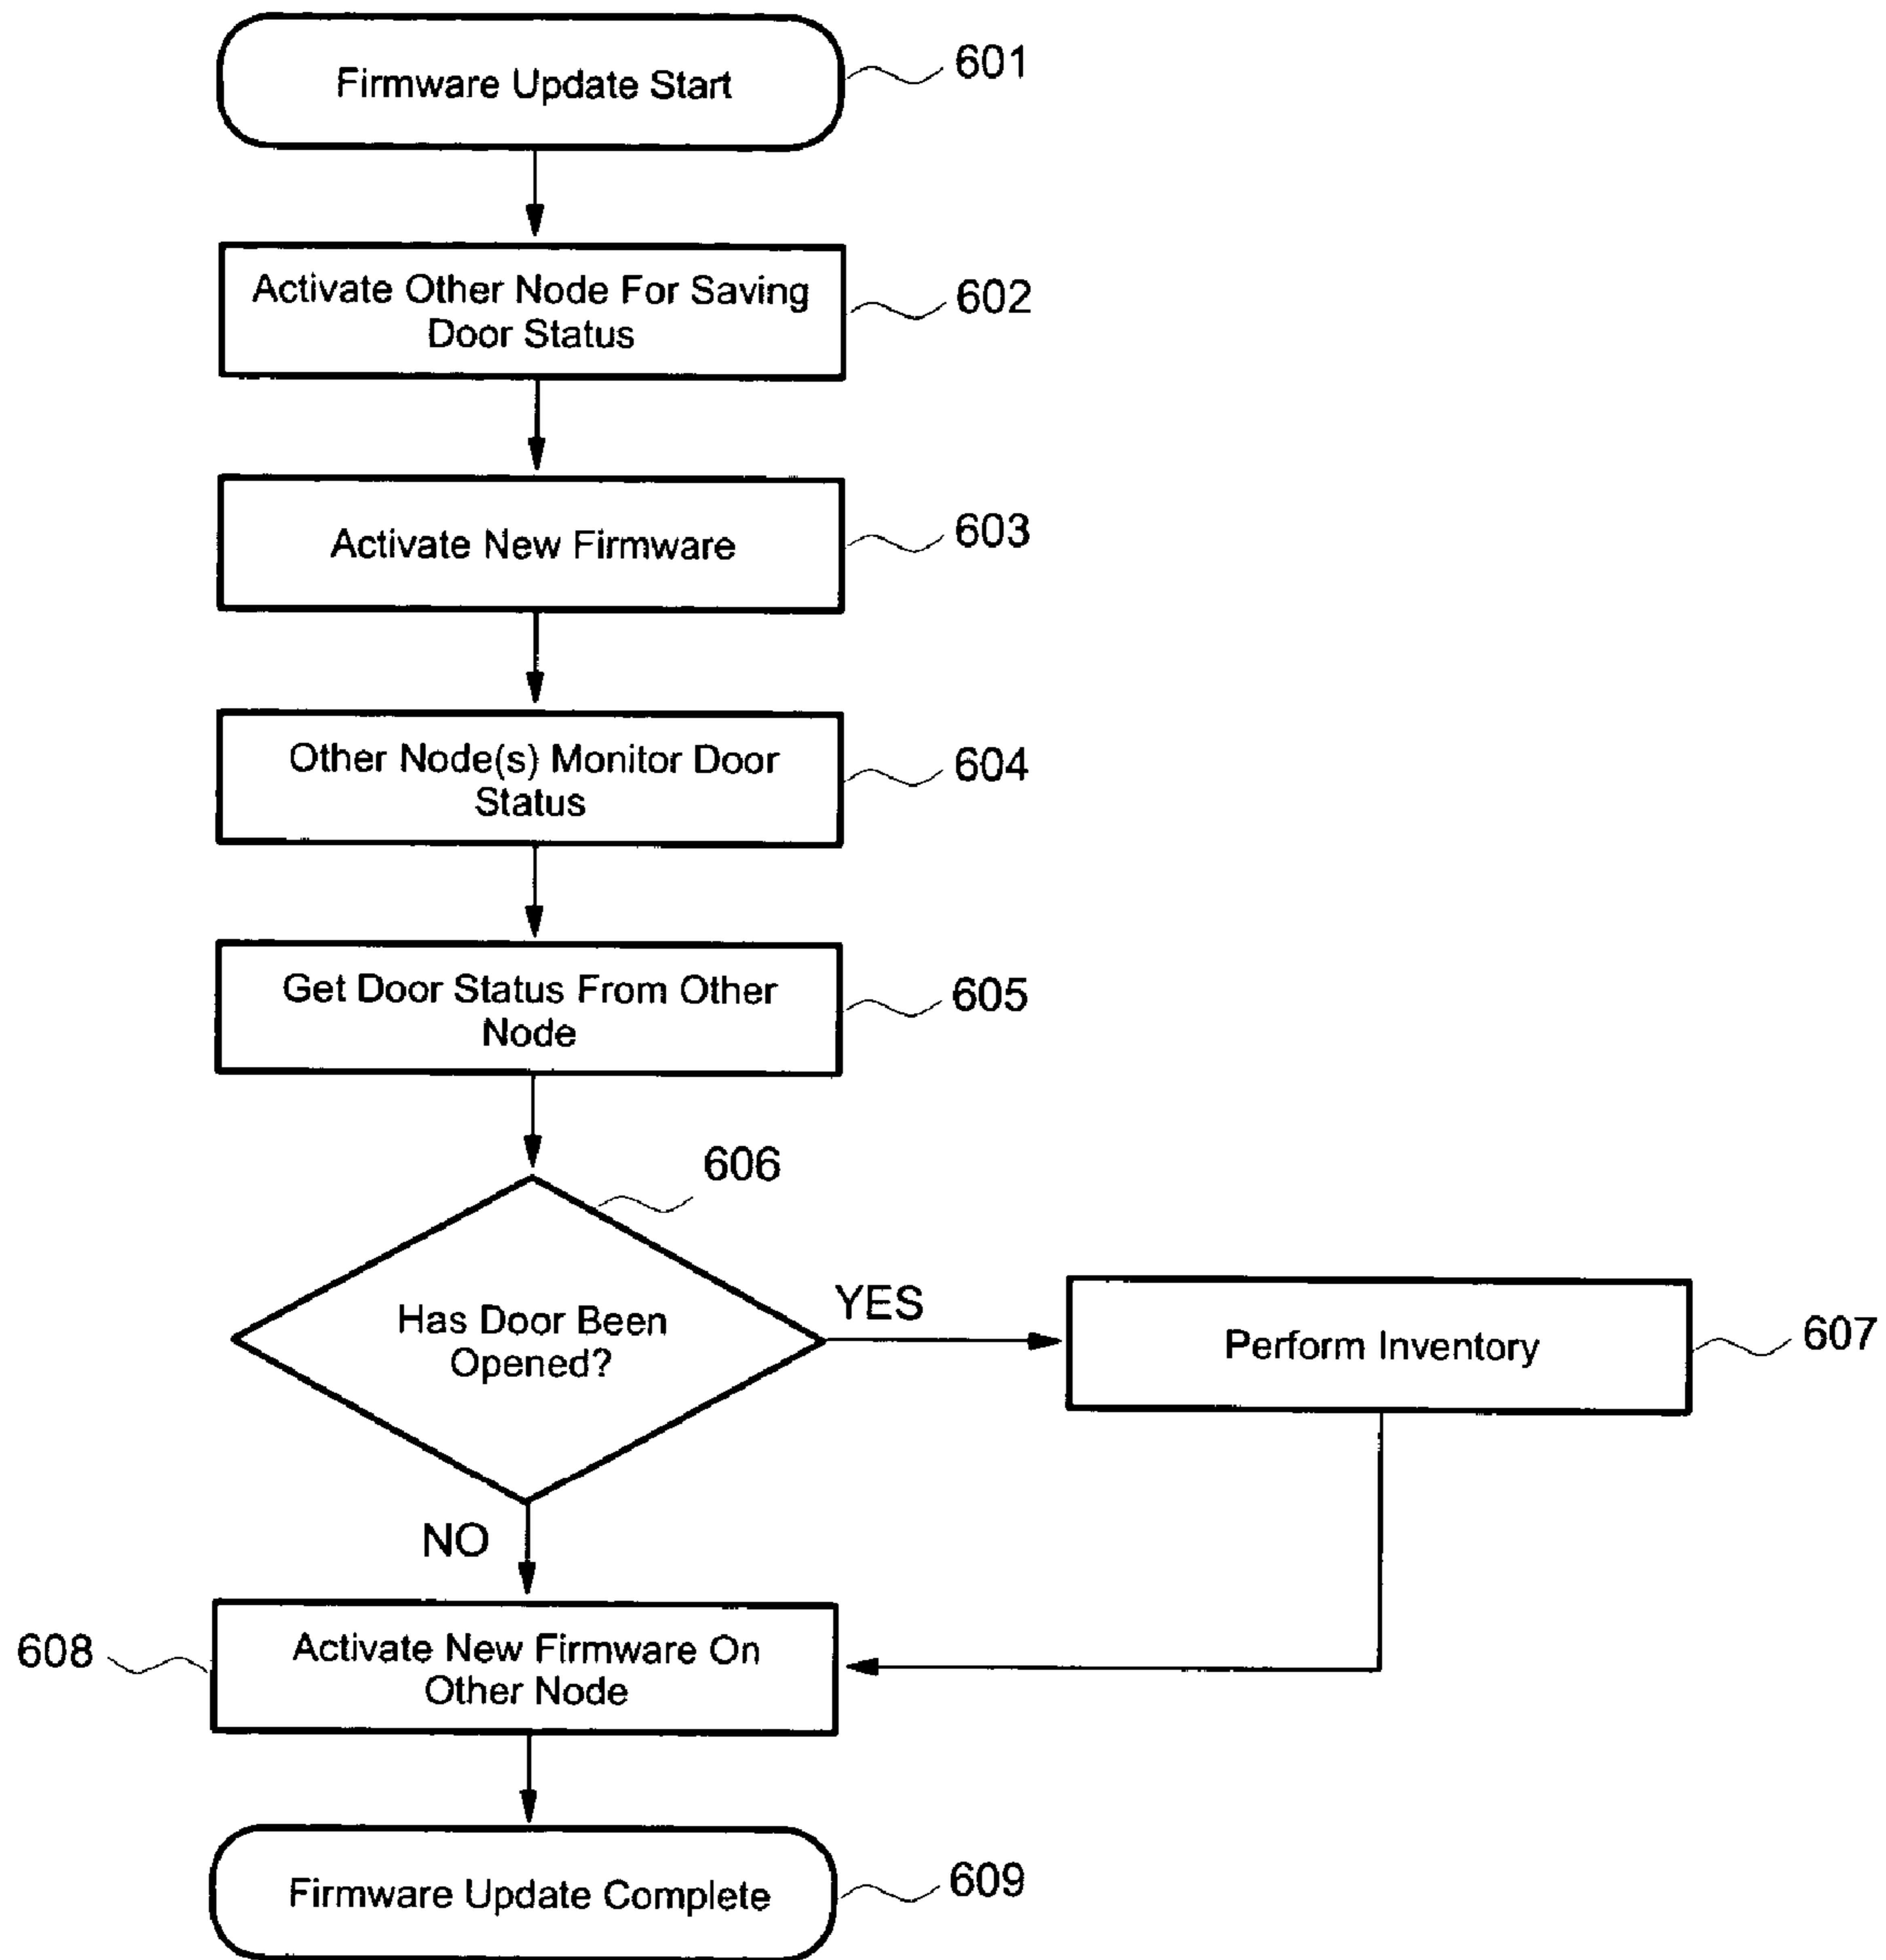 Firmware Update Start
601
Activate Other Node For Saving
Door Status
602
Activate New Firmware
603
Other Node(s) Monitor Door
Status
604
Get Door Status From Other
Node
605
606
Has Door Been
Opened?
YES
Perform Inventory
607
NO
608
Activate New Firmware On
Other Node
Firmware Update Complete
609